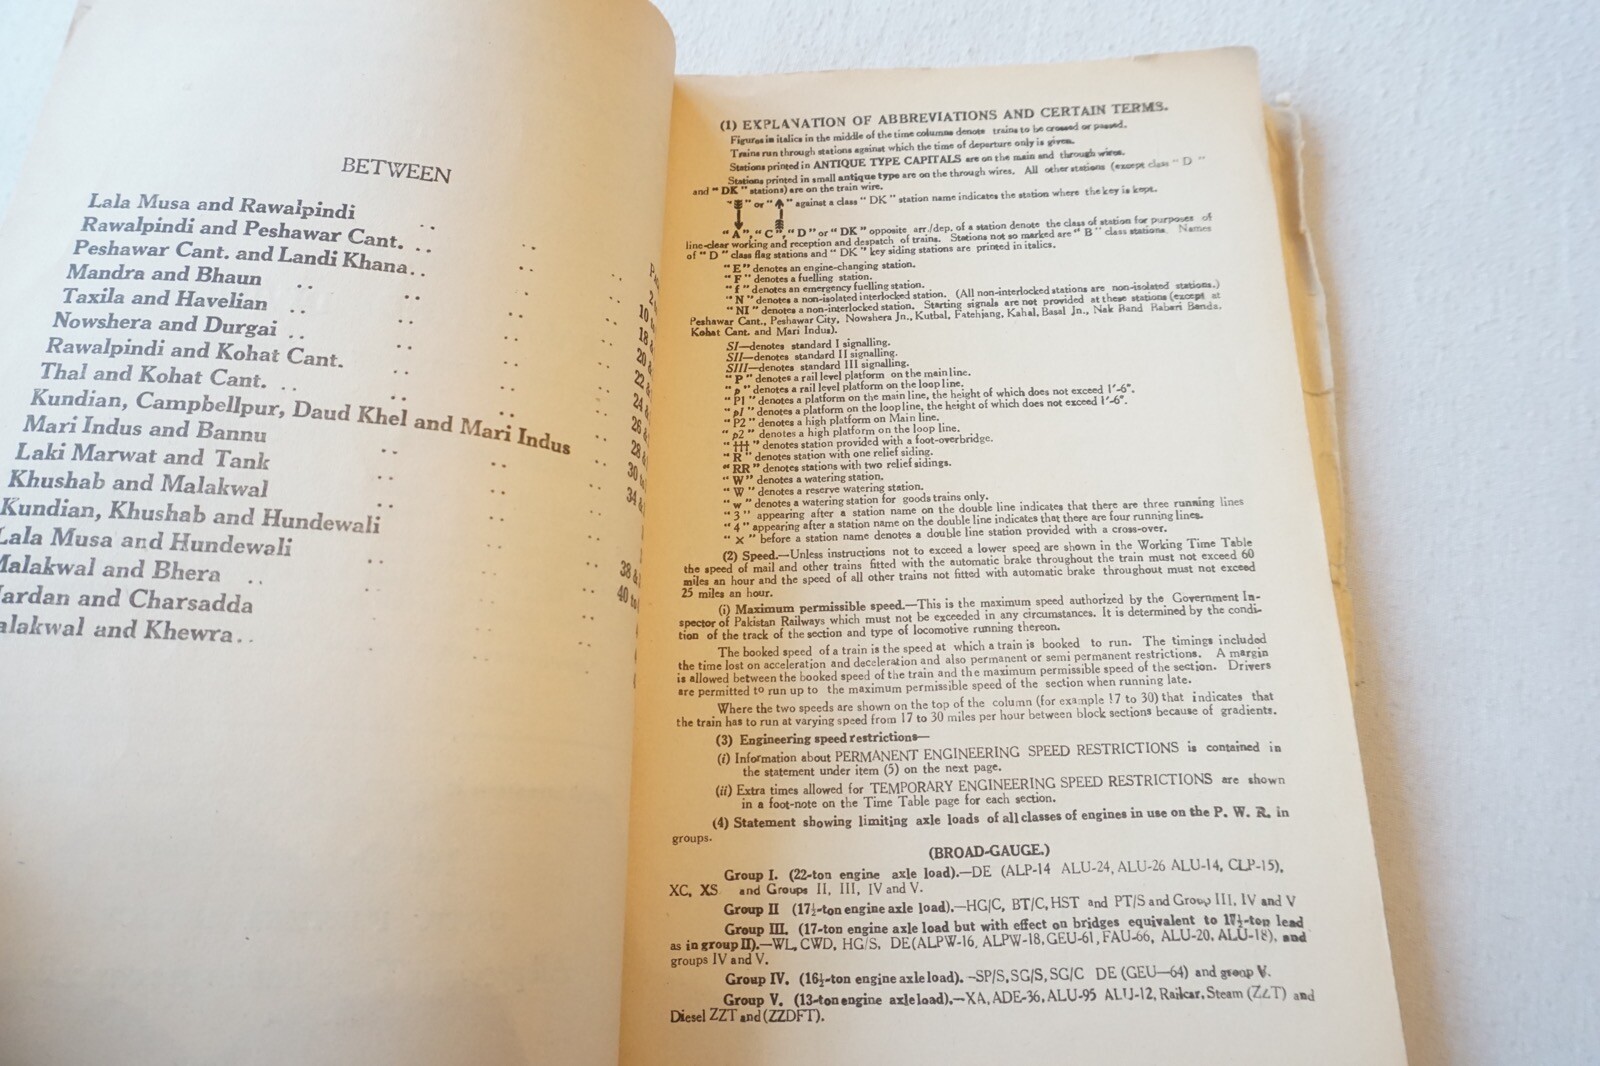 BETWEEN
Lala Musa and Rawalpindi . .
Rawalpindi and Peshawar Cant. . . . .
Peshawar Cant. and Landi Khana . . . . . .
Mandra and Bhaun . . . .
Taxila and Havelian . . . .
Nowshera and Durgai . . . .
Rawalpindi and Kohat Cant. . .
Thal and Kohat Cant. . . . .
Kundian, Campbellpur, Daud Khel and Mari Indus . .
Mari Indus and Bannu . . . .
Laki Marwat and Tank . . . .
Khushab and Malakwal . . . .
Kundian, Khushab and Hundewali
Lala Musa and Hundewali . . . .
Malakwal and Bhera . .
ardan and Charsadda
alakwal and Khewra . .
10
18 &
20
22 &
24 &
26 &
28 &
30 to
34 &
38 &
40 to
(1) EXPLANATION OF ABBREVIATIONS AND CERTAIN TERMS.
Figures in italics in the middle of the time columns denote trains to be crossed or passed.
Trains run through stations against which the time of departure only is given.
Stations printed in ANTIQUE TYPE CAPITALS are on the main and through wires.
Stations printed in small antique type are on the through wires. All other stations (except class "D"
and "DK" stations) are on the train wire.
"↓" or "↑" against a class "DK" station name indicates the station where the key is kept.
"A", "C", "D" or "DK" opposite arr./dep. of a station denote the class of station for purposes of
line-clear working and reception and despatch of trains. Stations not so marked are "B" class stations. Names
of "D" class flag stations and "DK" key siding stations are printed in italics.
"E" denotes an engine-changing station.
"F" denotes a fuelling station.
"f" denotes an emergency fuelling station.
"N" denotes a non-isolated interlocked station. (All non-interlocked stations are non-isolated stations.)
"NI" denotes a non-interlocked station. Starting signals are not provided at these stations (except at
Peshawar Cant., Peshawar City, Nowshera Jn., Kutbal, Fatehjang, Kahal, Basal Jn., Nak Band Baberi Banda,
Kohat Cant. and Mari Indus).
SI—denotes standard I signalling.
SII—denotes standard II signalling.
SIII—denotes standard III signalling.
"P" denotes a rail level platform on the main line.
"p" denotes a rail level platform on the loop line.
"P1" denotes a platform on the main line, the height of which does not exceed 1'-6".
"p1" denotes a platform on the loop line, the height of which does not exceed 1'-6".
"P2" denotes a high platform on Main line.
"p2" denotes a high platform on the loop line.
"†††" denotes station provided with a foot-overbridge.
"R" denotes station with one relief siding.
"RR" denotes stations with two relief sidings.
"W" denotes a watering station.
"W" denotes a reserve watering station.
"w" denotes a watering station for goods trains only.
"3" appearing after a station name on the double line indicates that there are three running lines
"4" appearing after a station name on the double line indicates that there are four running lines.
"x" before a station name denotes a double line station provided with a cross-over.
(2) Speed.—Unless instructions not to exceed a lower speed are shown in the Working Time Table
the speed of mail and other trains fitted with the automatic brake throughout the train must not exceed 60
miles an hour and the speed of all other trains not fitted with automatic brake throughout must not exceed
25 miles an hour.
(i) Maximum permissible speed.—This is the maximum speed authorized by the Government In-
spector of Pakistan Railways which must not be exceeded in any circumstances. It is determined by the condi-
tion of the track of the section and type of locomotive running thereon.
The booked speed of a train is the speed at which a train is booked to run. The timings included
the time lost on acceleration and deceleration and also permanent or semi permanent restrictions. A margin
is allowed between the booked speed of the train and the maximum permissible speed of the section. Drivers
are permitted to run up to the maximum permissible speed of the section when running late.
Where the two speeds are shown on the top of the column (for example 17 to 30) that indicates that
the train has to run at varying speed from 17 to 30 miles per hour between block sections because of gradients.
(3) Engineering speed restrictions—
(i) Information about PERMANENT ENGINEERING SPEED RESTRICTIONS is contained in
the statement under item (5) on the next page.
(ii) Extra times allowed for TEMPORARY ENGINEERING SPEED RESTRICTIONS are shown
in a foot-note on the Time Table page for each section.
(4) Statement showing limiting axle loads of all classes of engines in use on the P. W. R. in
groups.
(BROAD-GAUGE.)
Group I. (22-ton engine axle load).—DE (ALP-14 ALU-24, ALU-26 ALU-14, CLP-15),
XC, XS and Groups II, III, IV and V.
Group II (17½-ton engine axle load).—HG/C, BT/C, HST and PT/S and Group III, IV and V
Group III. (17-ton engine axle load but with effect on bridges equivalent to 17½-ton lead
as in group II).—WL, CWD, HG/S, DE(ALPW-16, ALPW-18, GEU-61, FAU-66, ALU-20, ALU-18), and
groups IV and V.
Group IV. (16½-ton engine axle load). —SP/S, SG/S, SG/C DE (GEU—64) and group V.
Group V. (13-ton engine axle load).—XA, ADE-36, ALU-95 ALU-12, Railcar, Steam (ZZT) and
Diesel ZZT and (ZZDFT).